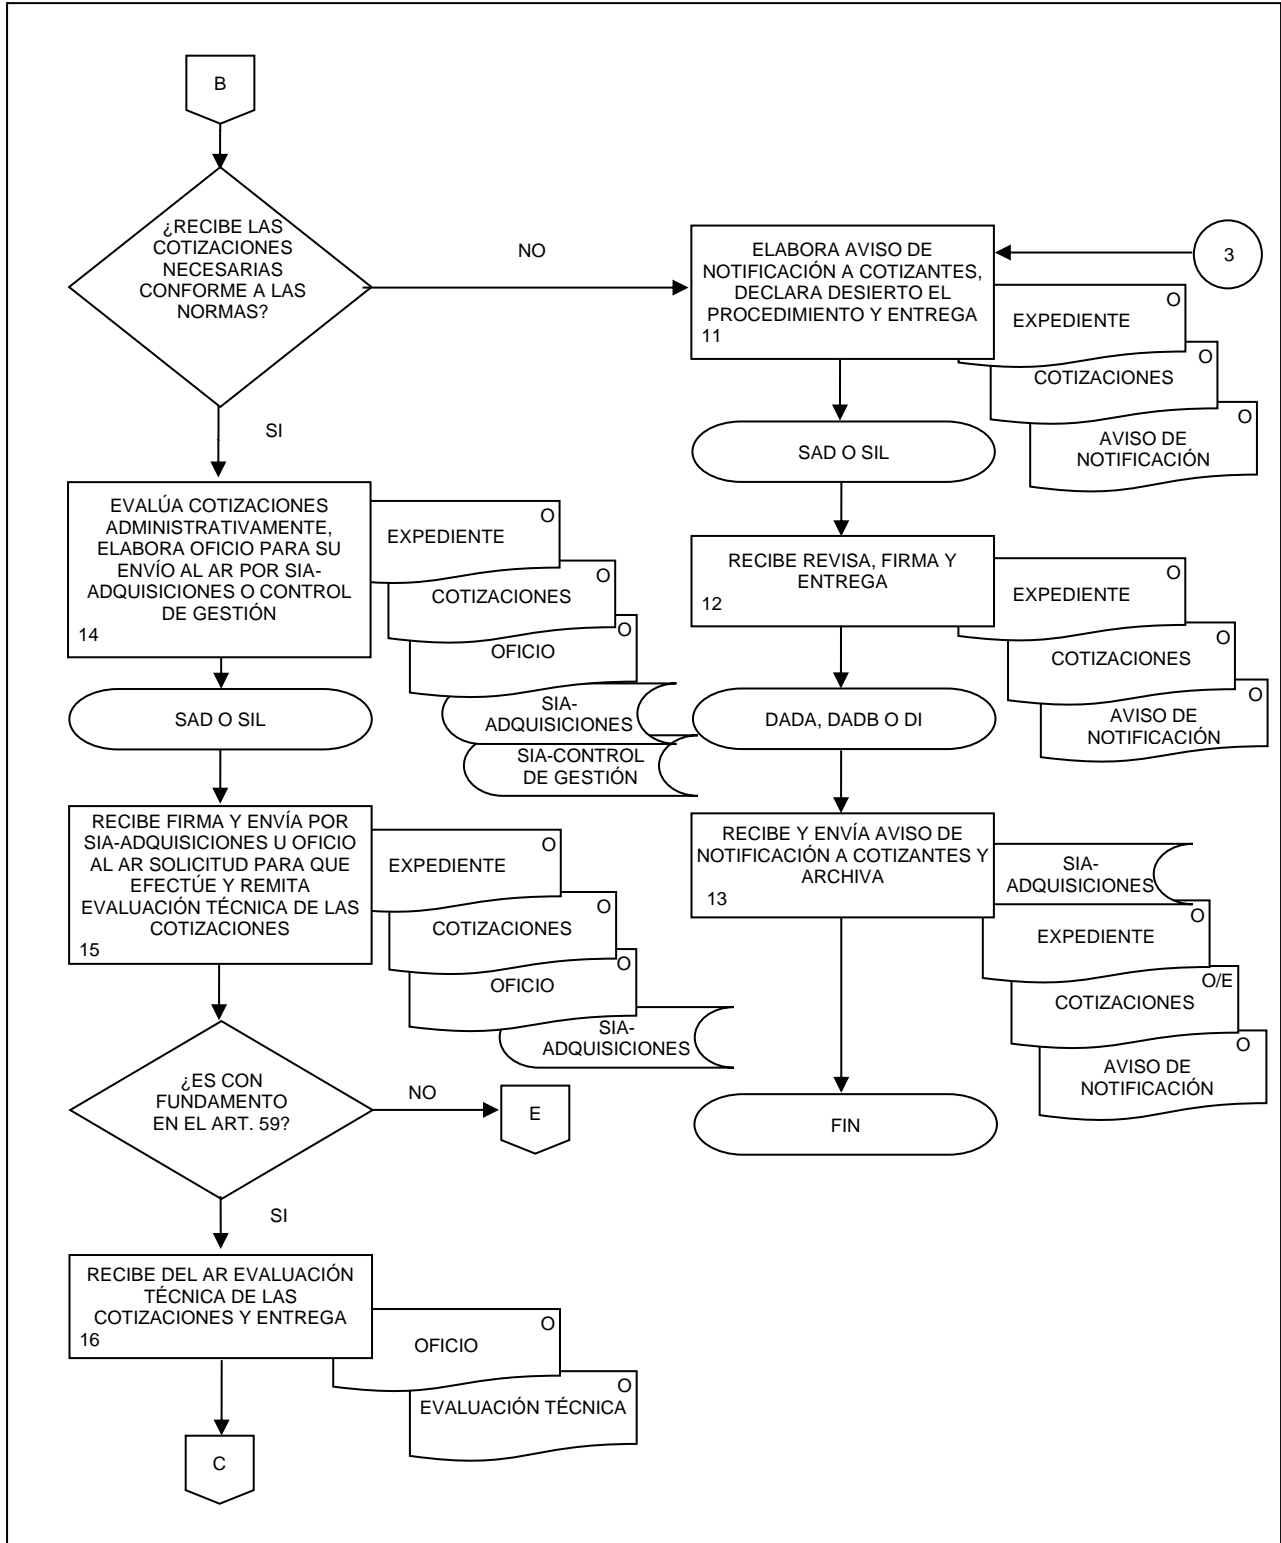 B
¿RECIBE LAS
COTIZACIONES
NECESARIAS
CONFORME A LAS
NORMAS?
NO
SI
ELABORA AVISO DE
NOTIFICACIÓN A COTIZANTES,
DECLARA DESIERTO EL
PROCEDIMIENTO Y ENTREGA
11
3
O
EXPEDIENTE
O
COTIZACIONES
O
AVISO DE
NOTIFICACIÓN
SAD O SIL
RECIBE REVISA, FIRMA Y
ENTREGA
12
O
EXPEDIENTE
O
COTIZACIONES
O
AVISO DE
NOTIFICACIÓN
DADA, DADB O DI
RECIBE Y ENVÍA AVISO DE
NOTIFICACIÓN A COTIZANTES Y
ARCHIVA
13
SIA-
ADQUISICIONES
O
EXPEDIENTE
O/E
COTIZACIONES
O
AVISO DE
NOTIFICACIÓN
FIN
EVALÚA COTIZACIONES
ADMINISTRATIVAMENTE,
ELABORA OFICIO PARA SU
ENVÍO AL AR POR SIA-
ADQUISICIONES O CONTROL
DE GESTIÓN
14
O
EXPEDIENTE
O
COTIZACIONES
O
OFICIO
SIA-
ADQUISICIONES
SIA-CONTROL
DE GESTIÓN
SAD O SIL
RECIBE FIRMA Y ENVÍA POR
SIA-ADQUISICIONES U OFICIO
AL AR SOLICITUD PARA QUE
EFECTÚE Y REMITA
EVALUACIÓN TÉCNICA DE LAS
COTIZACIONES
15
O
EXPEDIENTE
O
COTIZACIONES
O
OFICIO
SIA-
ADQUISICIONES
¿ES CON
FUNDAMENTO
EN EL ART. 59?
NO
E
SI
RECIBE DEL AR EVALUACIÓN
TÉCNICA DE LAS
COTIZACIONES Y ENTREGA
16
O
OFICIO
O
EVALUACIÓN TÉCNICA
C